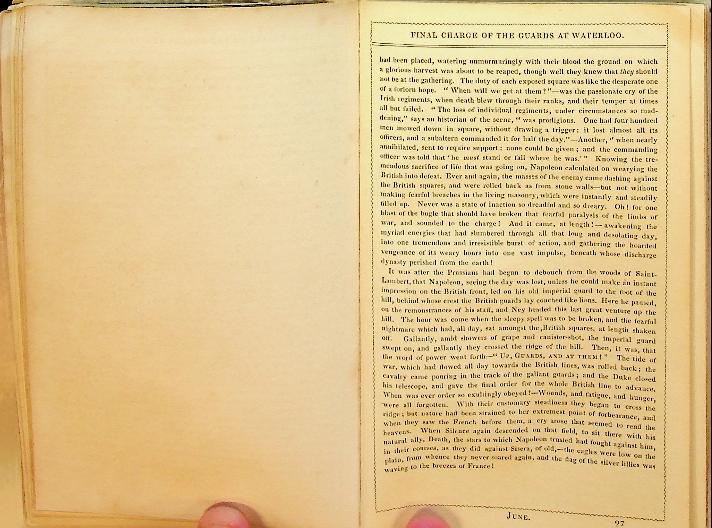 FINAL CHARGE OF THE GUARDS AT WATERLOO.
had been placed, watering unmurmuringly with their blood the ground on which
a glorious harvest was about to be reaped, though well they knew that they should
not be at the gathering. The duty of each exposed square was like the desperate one
of a forlorn hope. "When will we get at them?"—was the passionate cry of the
Irish regiments, when death blew through their ranks, and their temper at times
all but failed. "The loss of individual regiments, under circumstances so mad-
dening," says an historian of the scene, "was prodigious. One had four hundred
men mowed down in square, without drawing a trigger: it lost almost all its
officers, and a subaltern commanded it for half the day."—Another, "when nearly
annihilated, sent to require support: none could be given; and the commanding
officer was told that 'he must stand or fall where he was.'" Knowing the tre-
mendous sacrifice of life that was going on, Napoleon calculated on wearying the
British into defeat. Ever and again, the masses of the enemy came dashing against
the British squares, and were rolled back as from stone walls—but not without
making fearful breaches in the living masonry, which were instantly and steadily
filled up. Never was a state of inaction so dreadful and so dreary. Oh! for one
blast of the bugle that should have broken that fearful paralysis of the limbs of
war, and sounded to the charge! And it came, at length!—awakening the
myriad energies that had slumbered through all that long and desolating day,
into one tremendous and irresistible burst of action, and gathering the hoarded
vengeance of its weary hours into one vast impulse, beneath whose discharge
dynasty perished from the earth!
It was after the Prussians had begun to debouch from the woods of Saint-
Lambert, that Napoleon, seeing the day was lost, unless he could make an instant
impression on the British front, led on his old imperial guard to the foot of the
hill, behind whose crest the British guards lay couched like lions. Here he paused,
on the remonstrances of his staff, and Ney headed this last great venture up the
hill. The hour was come when the sleepy spell was to be broken, and the fearful
nightmare which had, all day, sat amongst the British squares, at length shaken
off. Gallantly, amid showers of grape and canister-shot, the imperial guard
swept on, and gallantly they crossed the ridge of the hill. Then, it was, that
the word of power went forth—"UP, GUARDS, AND AT THEM!" The tide of
war, which had flowed all day towards the British lines, was rolled back; the
cavalry came pouring in the track of the gallant guards; and the Duke closed
his telescope, and gave the final order for the whole British line to advance.
When was ever order so exultingly obeyed!—Wounds, and fatigue, and hunger,
were all forgotten. With their customary steadiness they began to cross the
ridge; but nature had been strained to her extremest point of forbearance, and
when they saw the French before them, a cry arose that seemed to rend the
heavens. When Silence again descended on that field, to sit there with his
natural ally, Death, the stars to which Napoleon trusted had fought against him,
in their courses, as they did against Sisera, of old,—the eagles were low on the
plain, from whence they never soared again, and the flag of the silver lillies was
waving to the breezes of France!
JUNE.
97